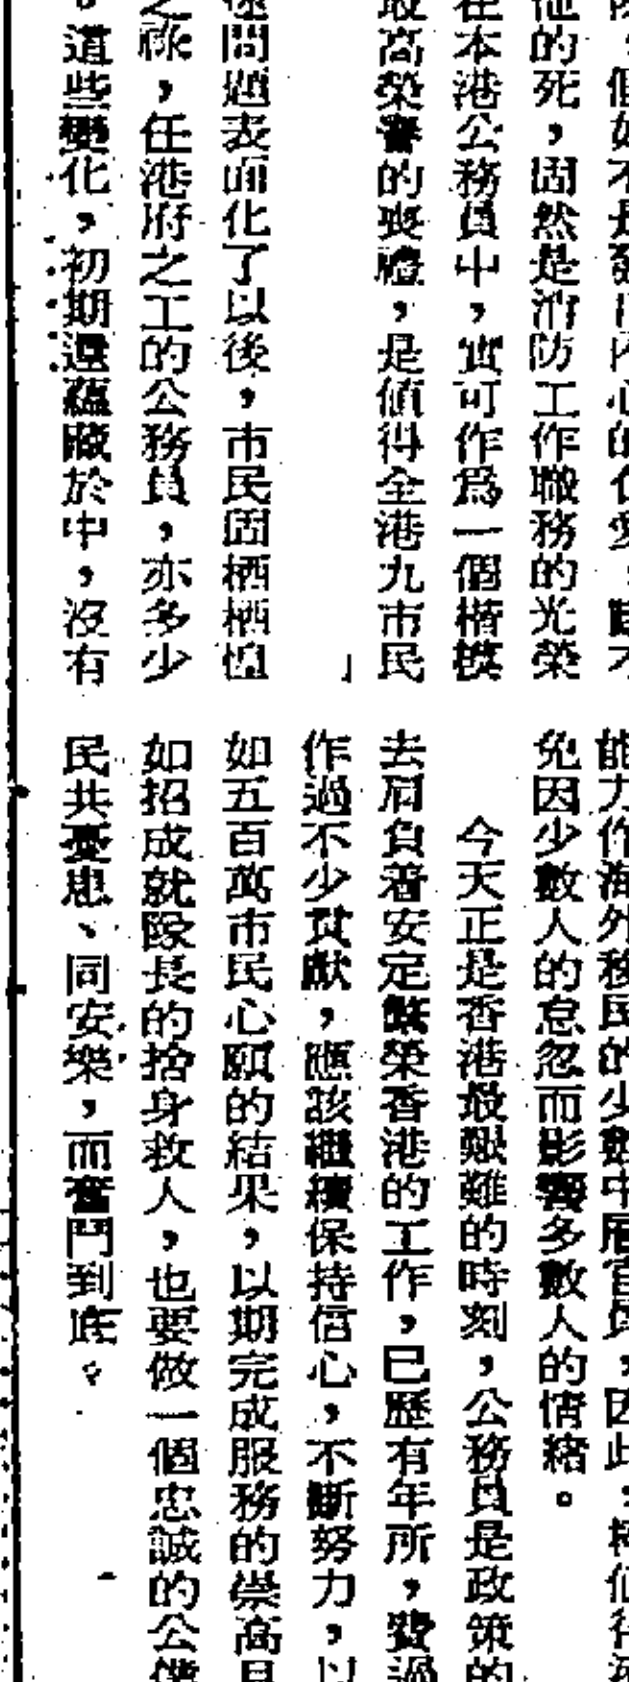 他的死，固然是消防工作職務的光榮
在本港公務員中，實可作爲一個楷模
最高榮譽的喪禮，是値得全港九市民
」
問題表面化了以後，市民固栖栖惶
之祿，任港府之工的公務員，亦多少
。這些變化，初期還蘊藏於中，沒有
能力作海外移民的少數中層官員，因此，
免因少數人的怠忽而影響多數人的情緒。
今天正是香港最艱難的時刻，公務員是政策的
去肩負着安定繁榮香港的工作，已歷有年所，費過
作過不少貢獻，應該繼續保持信心，不斷努力，以
如五百萬市民心願的結果，以期完成服務的崇高目
如招成就隊長的捨身救人，也要做一個忠誠的公僕
民共憂患、同安樂，而奮鬥到底。